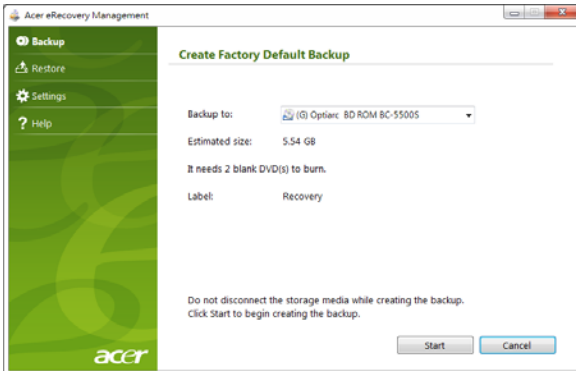 Acer eRecovery Management
Backup
Restore
Settings
Help
Create Factory Default Backup
Backup to: (G) Optiarc BD ROM BC-5500S
Estimated size: 5.54 GB
It needs 2 blank DVD(s) to burn.
Label: Recovery
Do not disconnect the storage media while creating the backup.
Click Start to begin creating the backup.
Start Cancel
acer